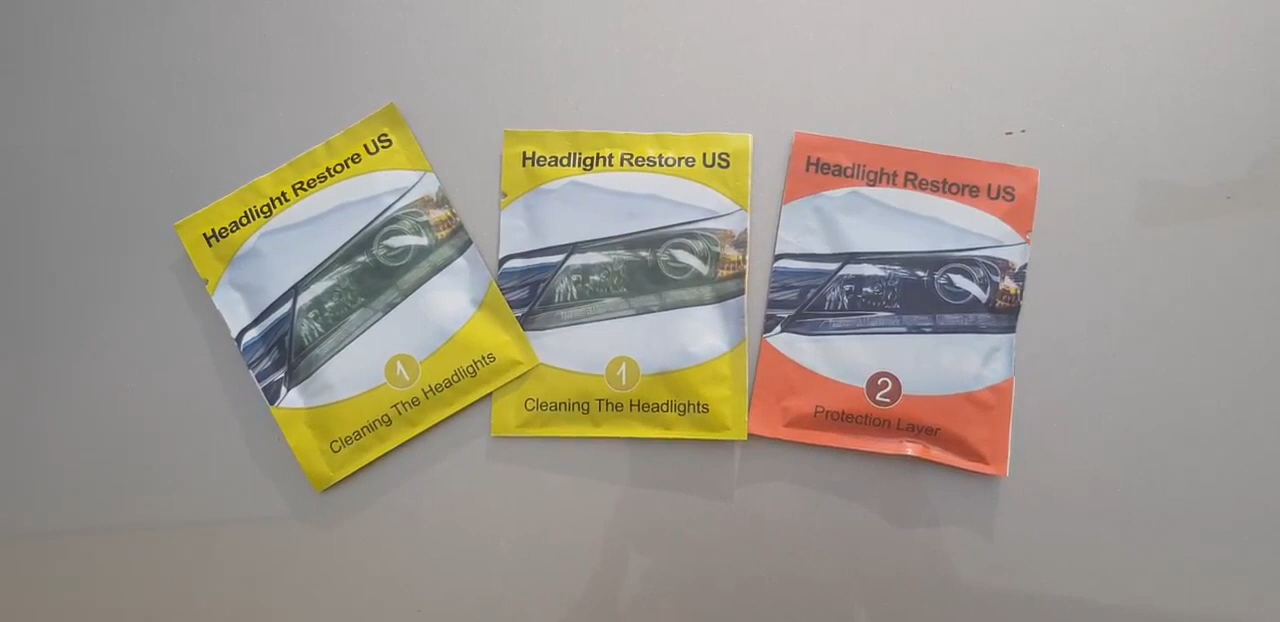 Headlight Restore US
1
Cleaning The Headlights
Headlight Restore US
1
Cleaning The Headlights
Headlight Restore US
2
Protection Layer